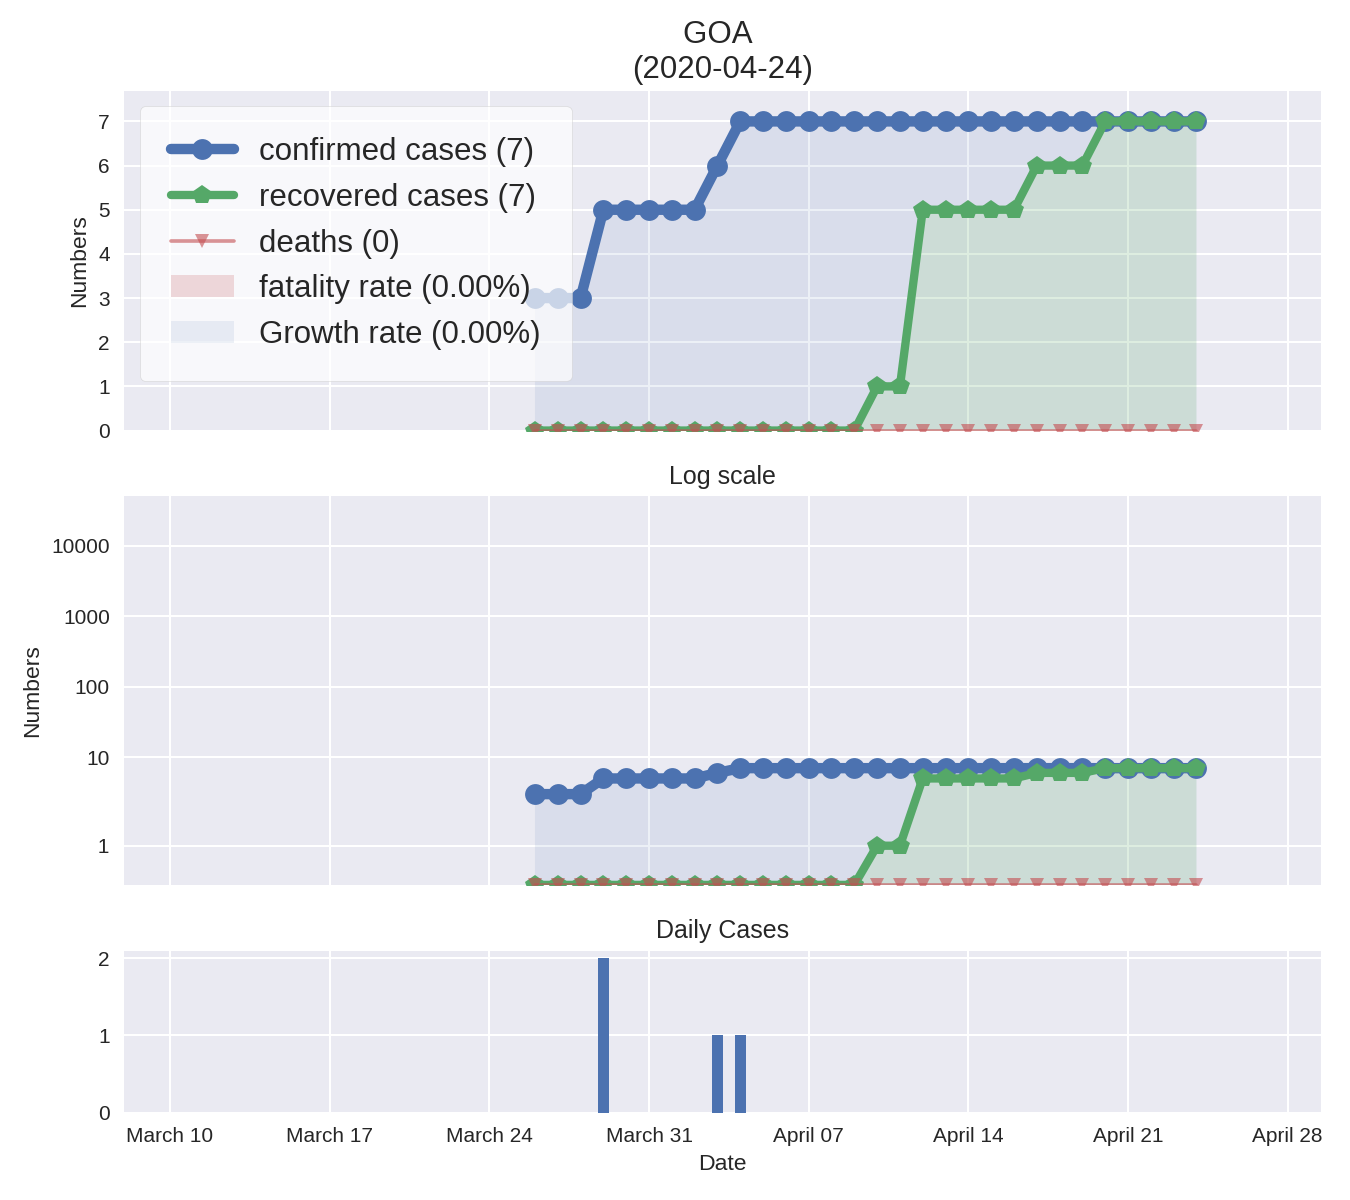 GOA
(2020-04-24)
7
6
5
4
3
2
1
0
Numbers
confirmed cases (7)
recovered cases (7)
deaths (0)
fatality rate (0.00%)
Growth rate (0.00%)
Log scale
10000
1000
100
10
1
Numbers
Daily Cases
2
1
0
March 10 March 17 March 24 March 31 April 07 April 14 April 21 April 28
Date